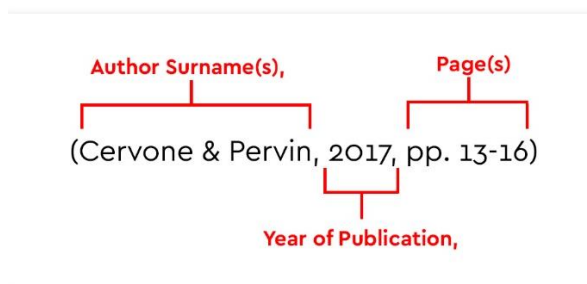 Author Surname(s),
Page(s)
(Cervone & Pervin, 2017, pp. 13-16)
Year of Publication,